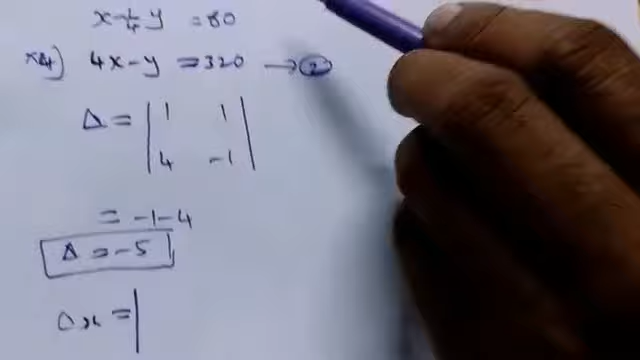 x - 1/4 y = 80
×4) 4x - y = 320 → ②
Δ = | 1 1 |
| 4 -1 |
= -1-4
Δ = -5
Δx = |